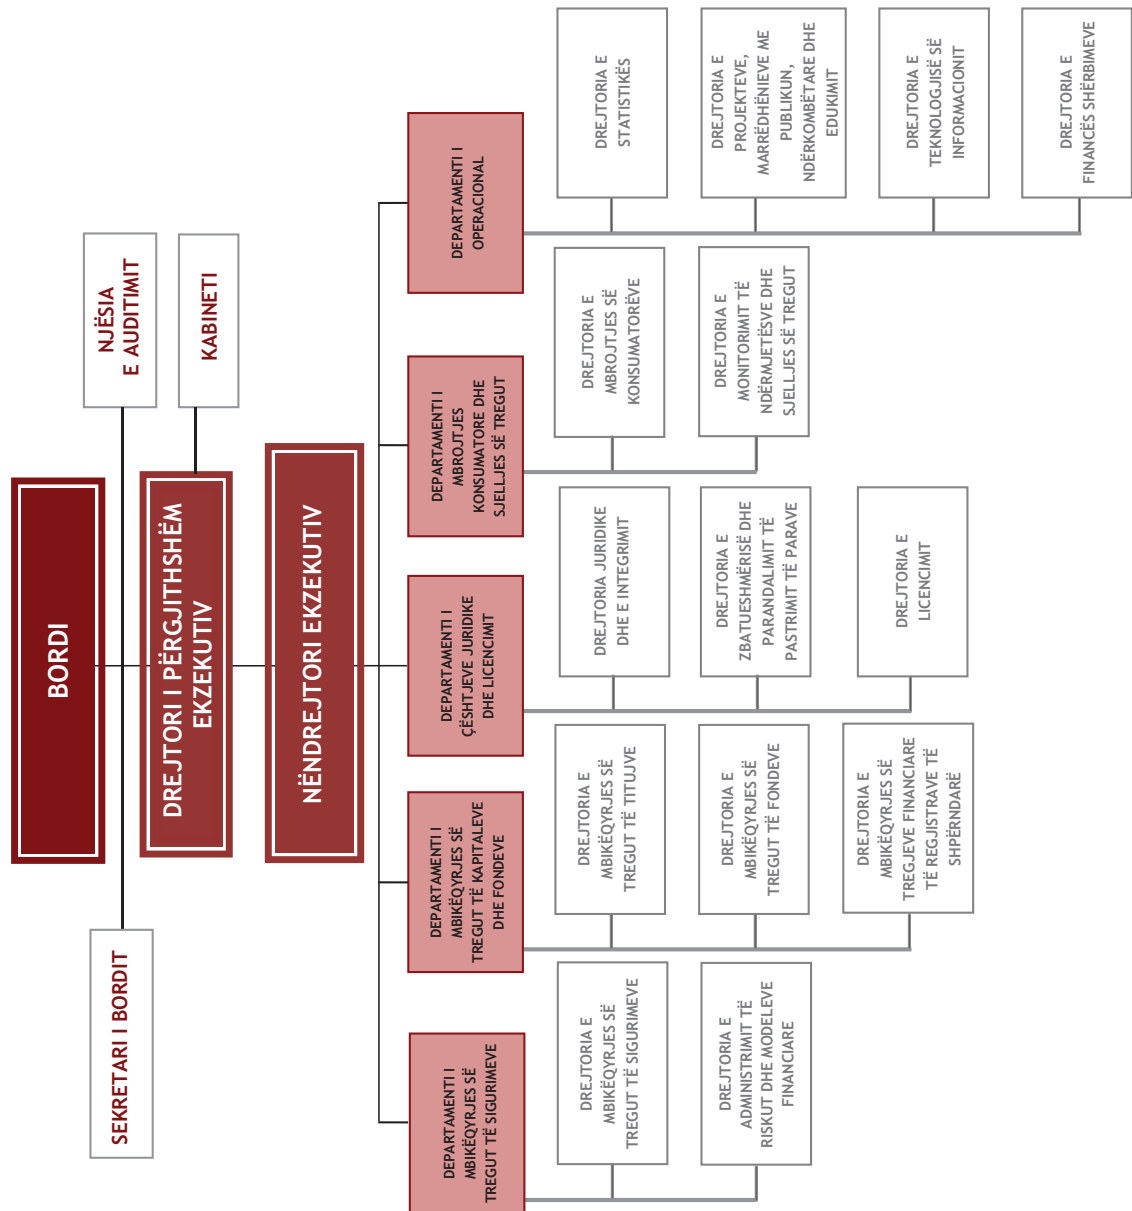 BORDI
SEKRETARI I BORDIT
NJËSIA
E AUDITIMIT
DREJTORI I PËRGJITHSHËM
EKZEKUTIV
KABINETI
NËNDREJTORI EKZEKUTIV
DEPARTAMENTI I
MBIKËQYRJES SË
TREGUT TË SIGURIMEVE
DREJTORIA E
MBIKËQYRJES SË
TREGUT TË SIGURIMEVE
DREJTORIA E
ADMINISTRIMIT TË
RISKUT DHE MODELEVE
FINANCIARE
DEPARTAMENTI I
MBIKËQYRJES SË
TREGUT TË KAPITALEVE
DHE FONDEVE
DREJTORIA E
MBIKËQYRJES SË
TREGUT TË TITUJVE
DREJTORIA E
MBIKËQYRJES SË
TREGUT TË FONDEVE
DREJTORIA E
MBIKËQYRJES SË
TREGJEVE FINANCIARE
TË REGJISTRAVE TË
SHPËRNDARË
DEPARTAMENTI I
ÇËSHTJEVE JURIDIKE
DHE LICENCIMIT
DREJTORIA JURIDIKE
DHE E INTEGRIMIT
DREJTORIA E
ZBATUESHMËRISË DHE
PARANDALIMIT TË
PASTRIMIT TË PARAVE
DREJTORIA E
LICENCIMIT
DEPARTAMENTI I
MBROJTJES
KONSUMATORE DHE
SJELLJES SË TREGUT
DREJTORIA E
MBROJTJES SË
KONSUMATORËVE
DREJTORIA E
MONITORIMIT TË
NDËRMJETËSVE DHE
SJELLJES SË TREGUT
DEPARTAMENTI I
OPERACIONAL
DREJTORIA E
STATISTIKËS
DREJTORIA E
PROJEKTEVE,
MARRËDHËNIEVE ME
PUBLIKUN,
NDËRKOMBËTARE DHE
EDUKIMIT
DREJTORIA E
TEKNOLOGJISË SË
INFORMACIONIT
DREJTORIA E
FINANCËS SHËRBIMEVE